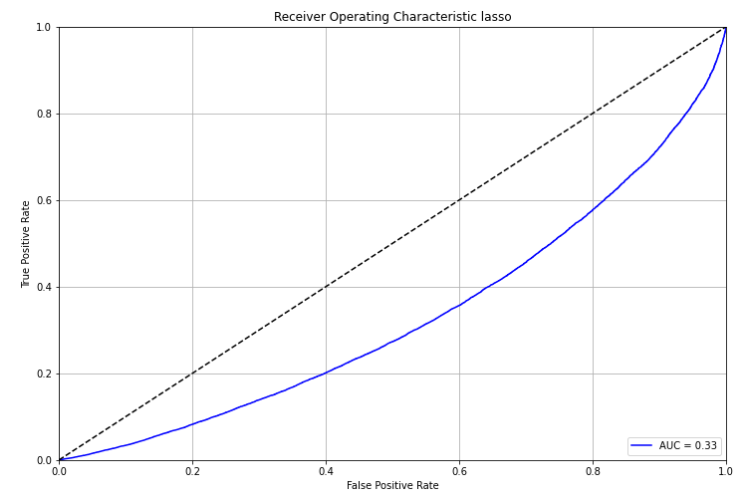 Receiver Operating Characteristic lasso
1.0
0.8
0.6
0.4
0.2
0.0
True Positive Rate
0.0 0.2 0.4 0.6 0.8 1.0
False Positive Rate
AUC = 0.33